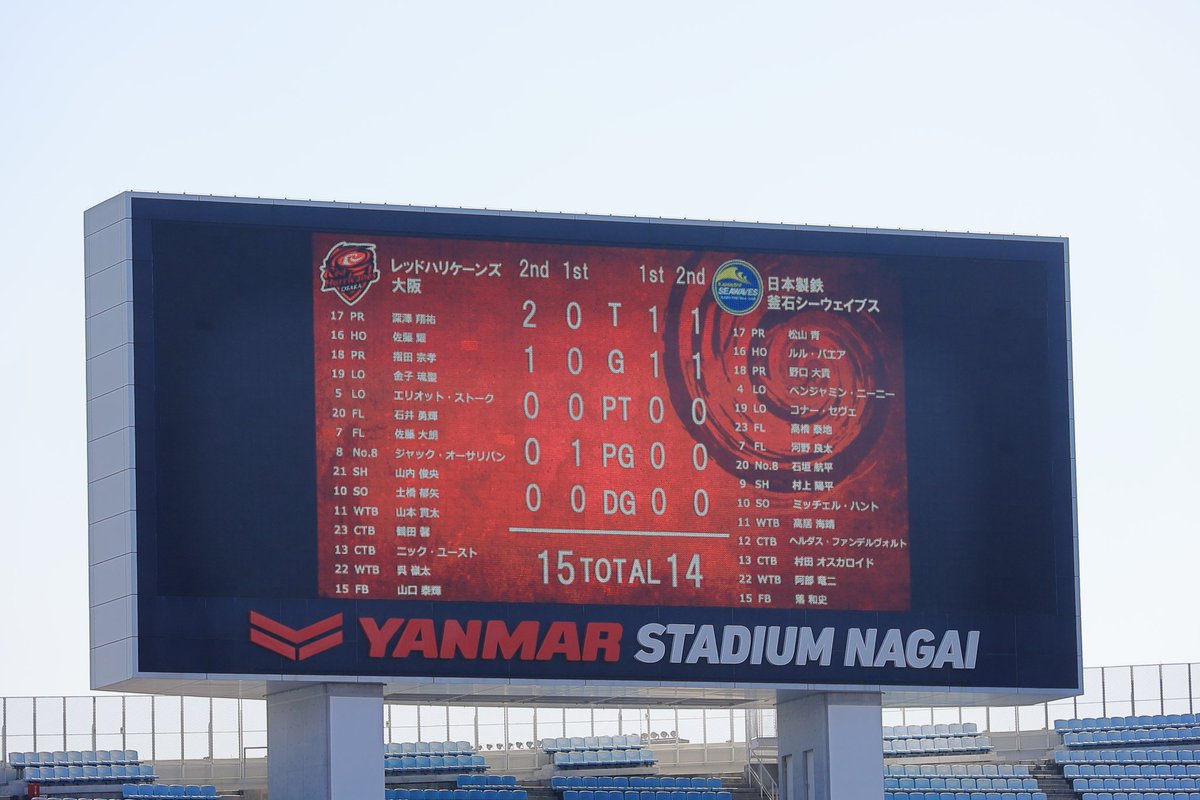 Red Hurricanes
OSAKA
レッドハリケーンズ
大阪
2nd 1st 1st 2nd
SEAWAVES
日本製鉄
釜石シーウェイブス
2 0 T 1 1
1 0 G 1 1
0 0 PT 0 0
0 1 PG 0 0
0 0 DG 0 0
15 TOTAL 14
17 PR 深澤 翔祐
16 HO 佐藤 耀
18 PR 指田 宗孝
19 LO 金子 琉聖
5 LO エリオット・ストーク
20 FL 石井 勇輝
7 FL 佐藤 大朗
8 No.8 ジャック・オーサリバン
21 SH 山内 俊央
10 SO 土橋 郁矢
11 WTB 山本 貫太
23 CTB 鶴田 馨
13 CTB ニック・ユースト
22 WTB 呉 嶺太
15 FB 山口 泰輝
17 PR 松山 青
16 HO ルル・パエア
18 PR 野口 大貴
4 LO ベンジャミン・ニーニー
19 LO コナー・セヴェ
23 FL 高橋 泰地
7 FL 河野 良太
20 No.8 石垣 航平
9 SH 村上 陽平
10 SO ミッチェル・ハント
11 WTB 高居 海靖
12 CTB ヘルダス・ファンデルヴォルト
13 CTB 村田 オスカロイド
22 WTB 阿部 竜二
15 FB 和史
YANMAR STADIUM NAGAI